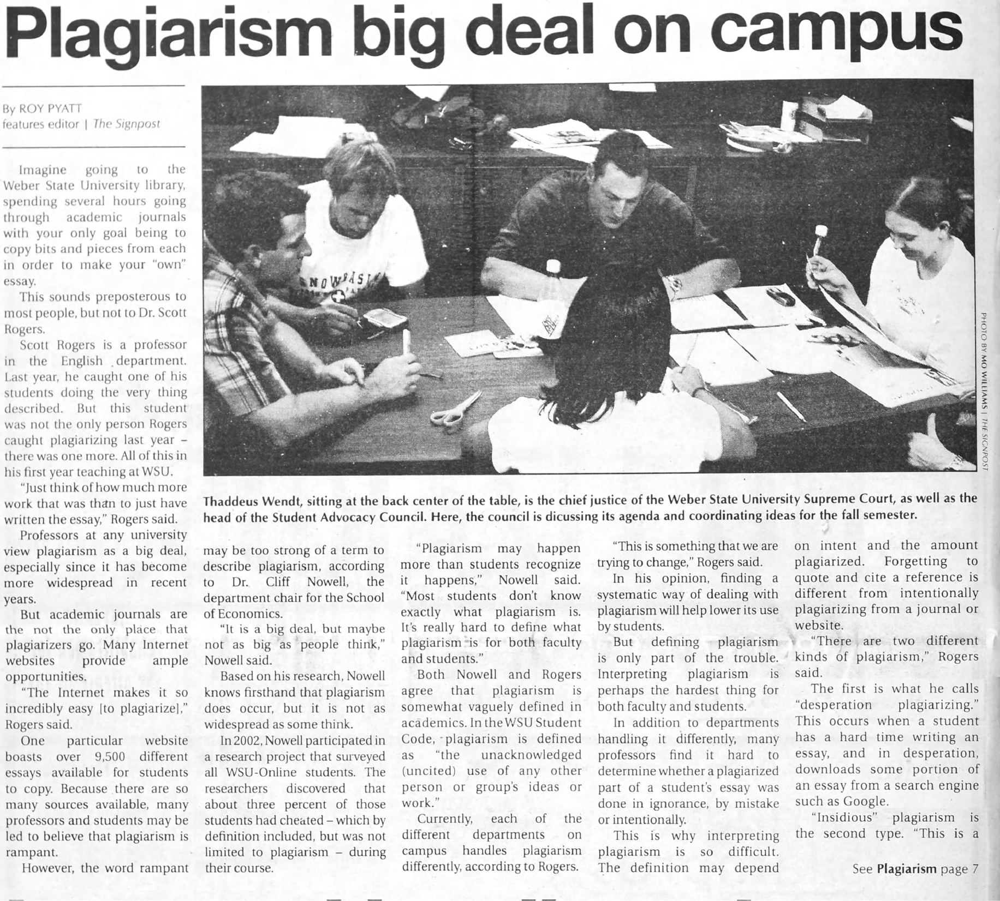 Plagiarism big deal on campus
By ROY PYATT
features editor | The Signpost
Imagine going to the
Weber State University library,
spending several hours going
through academic journals
with your only goal being to
copy bits and pieces from each
in order to make your "own"
essay.
This sounds preposterous to
most people, but not to Dr. Scott
Rogers.
Scott Rogers is a professor
in the English department.
Last year, he caught one of his
students doing the very thing
described. But this student
was not the only person Rogers
caught plagiarizing last year –
there was one more. All of this in
his first year teaching at WSU.
"Just think of how much more
work that was than to just have
written the essay," Rogers said.
Professors at any university
view plagiarism as a big deal,
especially since it has become
more widespread in recent
years.
But academic journals are
the not the only place that
plagiarizers go. Many Internet
websites provide ample
opportunities.
"The Internet makes it so
incredibly easy [to plagiarize],"
Rogers said.
One particular website
boasts over 9,500 different
essays available for students
to copy. Because there are so
many sources available, many
professors and students may be
led to believe that plagiarism is
rampant.
However, the word rampant
SNOWBASIN
PHOTO BY MO WILLIAMS | THE SIGNPOST
Thaddeus Wendt, sitting at the back center of the table, is the chief justice of the Weber State University Supreme Court, as well as the
head of the Student Advocacy Council. Here, the council is dicussing its agenda and coordinating ideas for the fall semester.
may be too strong of a term to
describe plagiarism, according
to Dr. Cliff Nowell, the
department chair for the School
of Economics.
"It is a big deal, but maybe
not as big as people think,"
Nowell said.
Based on his research, Nowell
knows firsthand that plagiarism
does occur, but it is not as
widespread as some think.
In 2002, Nowell participated in
a research project that surveyed
all WSU-Online students. The
researchers discovered that
about three percent of those
students had cheated – which by
definition included, but was not
limited to plagiarism – during
their course.
"Plagiarism may happen
more than students recognize
it happens," Nowell said.
"Most students don't know
exactly what plagiarism is.
It's really hard to define what
plagiarism is for both faculty
and students."
Both Nowell and Rogers
agree that plagiarism is
somewhat vaguely defined in
academics. In the WSU Student
Code, plagiarism is defined
as "the unacknowledged
(uncited) use of any other
person or group's ideas or
work."
Currently, each of the
different departments on
campus handles plagiarism
differently, according to Rogers.
"This is something that we are
trying to change," Rogers said.
In his opinion, finding a
systematic way of dealing with
plagiarism will help lower its use
by students.
But defining plagiarism
is only part of the trouble.
Interpreting plagiarism is
perhaps the hardest thing for
both faculty and students.
In addition to departments
handling it differently, many
professors find it hard to
determine whether a plagiarized
part of a student's essay was
done in ignorance, by mistake
or intentionally.
This is why interpreting
plagiarism is so difficult.
The definition may depend
on intent and the amount
plagiarized. Forgetting to
quote and cite a reference is
different from intentionally
plagiarizing from a journal or
website.
"There are two different
kinds of plagiarism," Rogers
said.
The first is what he calls
"desperation plagiarizing."
This occurs when a student
has a hard time writing an
essay, and in desperation,
downloads some portion of
an essay from a search engine
such as Google.
"Insidious" plagiarism is
the second type. "This is a
See Plagiarism page 7